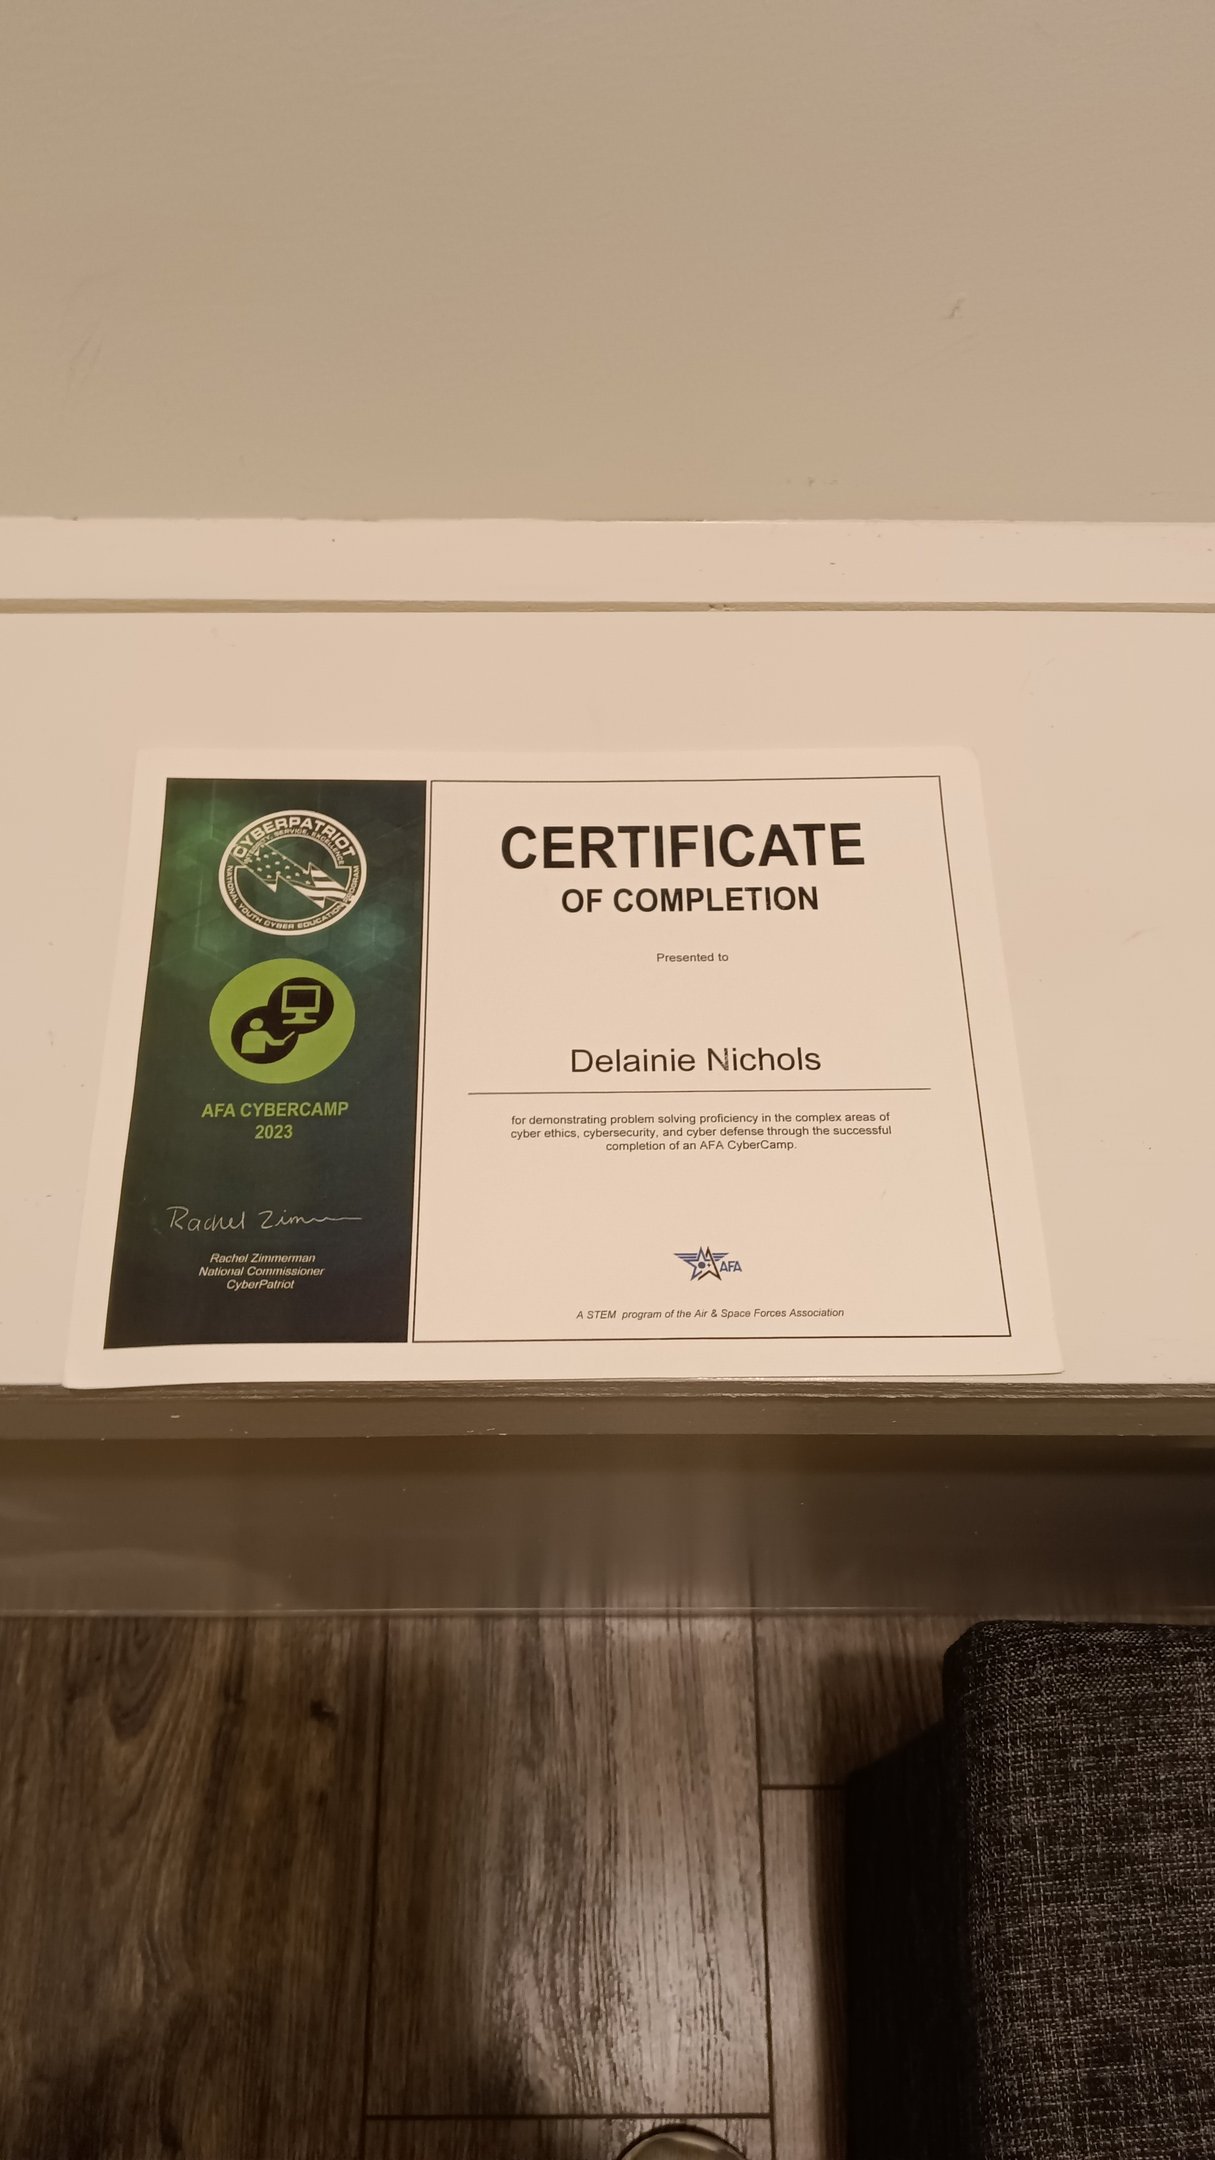 CYBERPATRIOT
NATIONAL YOUTH CYBER EDUCATION PROGRAM
AFA CYBERCAMP
2023
Rachel Zimm
Rachel Zimmerman
National Commissioner
CyberPatriot
CERTIFICATE
OF COMPLETION
Presented to
Delainie Nichols
for demonstrating problem solving proficiency in the complex areas of
cyber ethics, cybersecurity, and cyber defense through the successful
completion of an AFA CyberCamp.
AFA
A STEM program of the Air & Space Forces Association